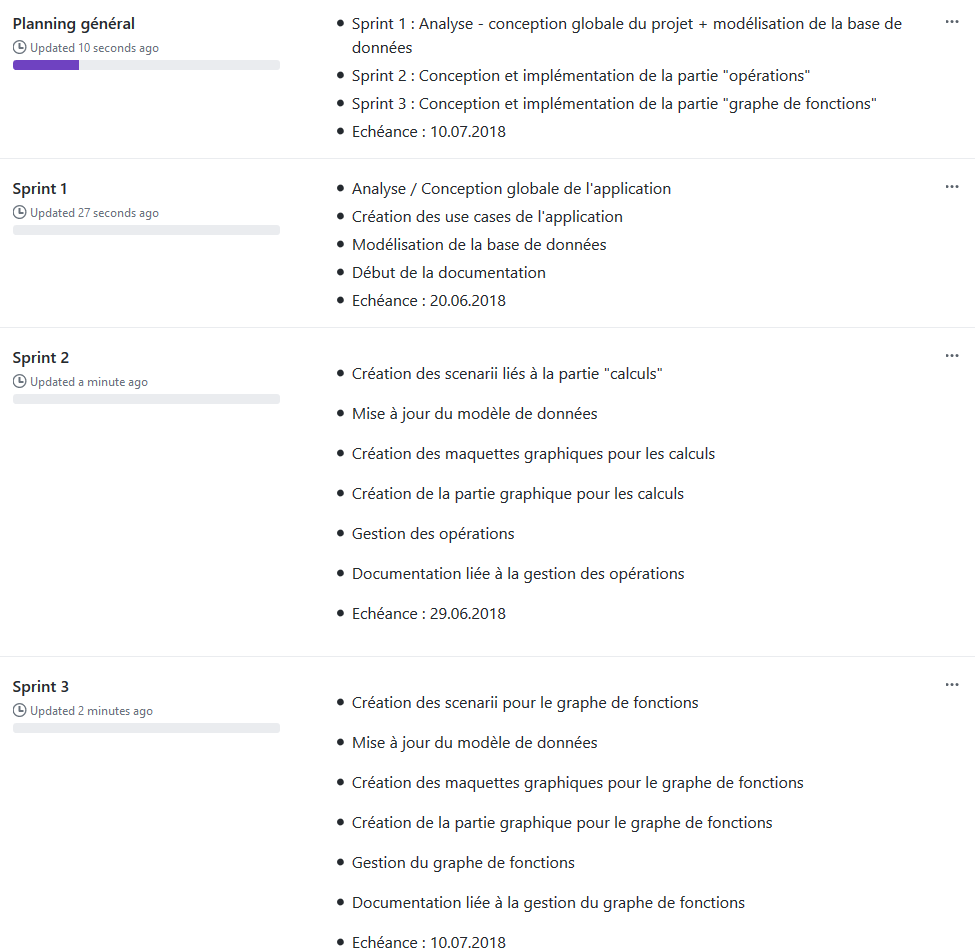 Planning général
Updated 10 seconds ago
• Sprint 1 : Analyse - conception globale du projet + modélisation de la base de
données
• Sprint 2 : Conception et implémentation de la partie "opérations"
• Sprint 3 : Conception et implémentation de la partie "graphe de fonctions"
• Echéance : 10.07.2018
Sprint 1
Updated 27 seconds ago
• Analyse / Conception globale de l'application
• Création des use cases de l'application
• Modélisation de la base de données
• Début de la documentation
• Echéance : 20.06.2018
Sprint 2
Updated a minute ago
• Création des scenarii liés à la partie "calculs"
• Mise à jour du modèle de données
• Création des maquettes graphiques pour les calculs
• Création de la partie graphique pour les calculs
• Gestion des opérations
• Documentation liée à la gestion des opérations
• Echéance : 29.06.2018
Sprint 3
Updated 2 minutes ago
• Création des scenarii pour le graphe de fonctions
• Mise à jour du modèle de données
• Création des maquettes graphiques pour le graphe de fonctions
• Création de la partie graphique pour le graphe de fonctions
• Gestion du graphe de fonctions
• Documentation liée à la gestion du graphe de fonctions
• Echéance : 10.07.2018